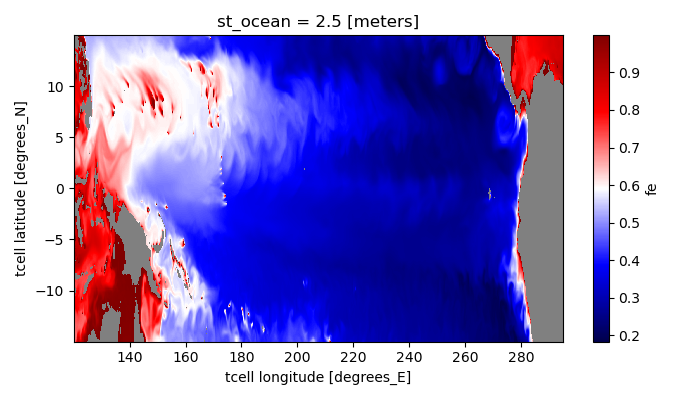 st_ocean = 2.5 [meters]
tcell latitude [degrees_N]
10
5
0
−5
−10
140 160 180 200 220 240 260 280
tcell longitude [degrees_E]
0.9
0.8
0.7
0.6
0.5
0.4
0.3
0.2
fe